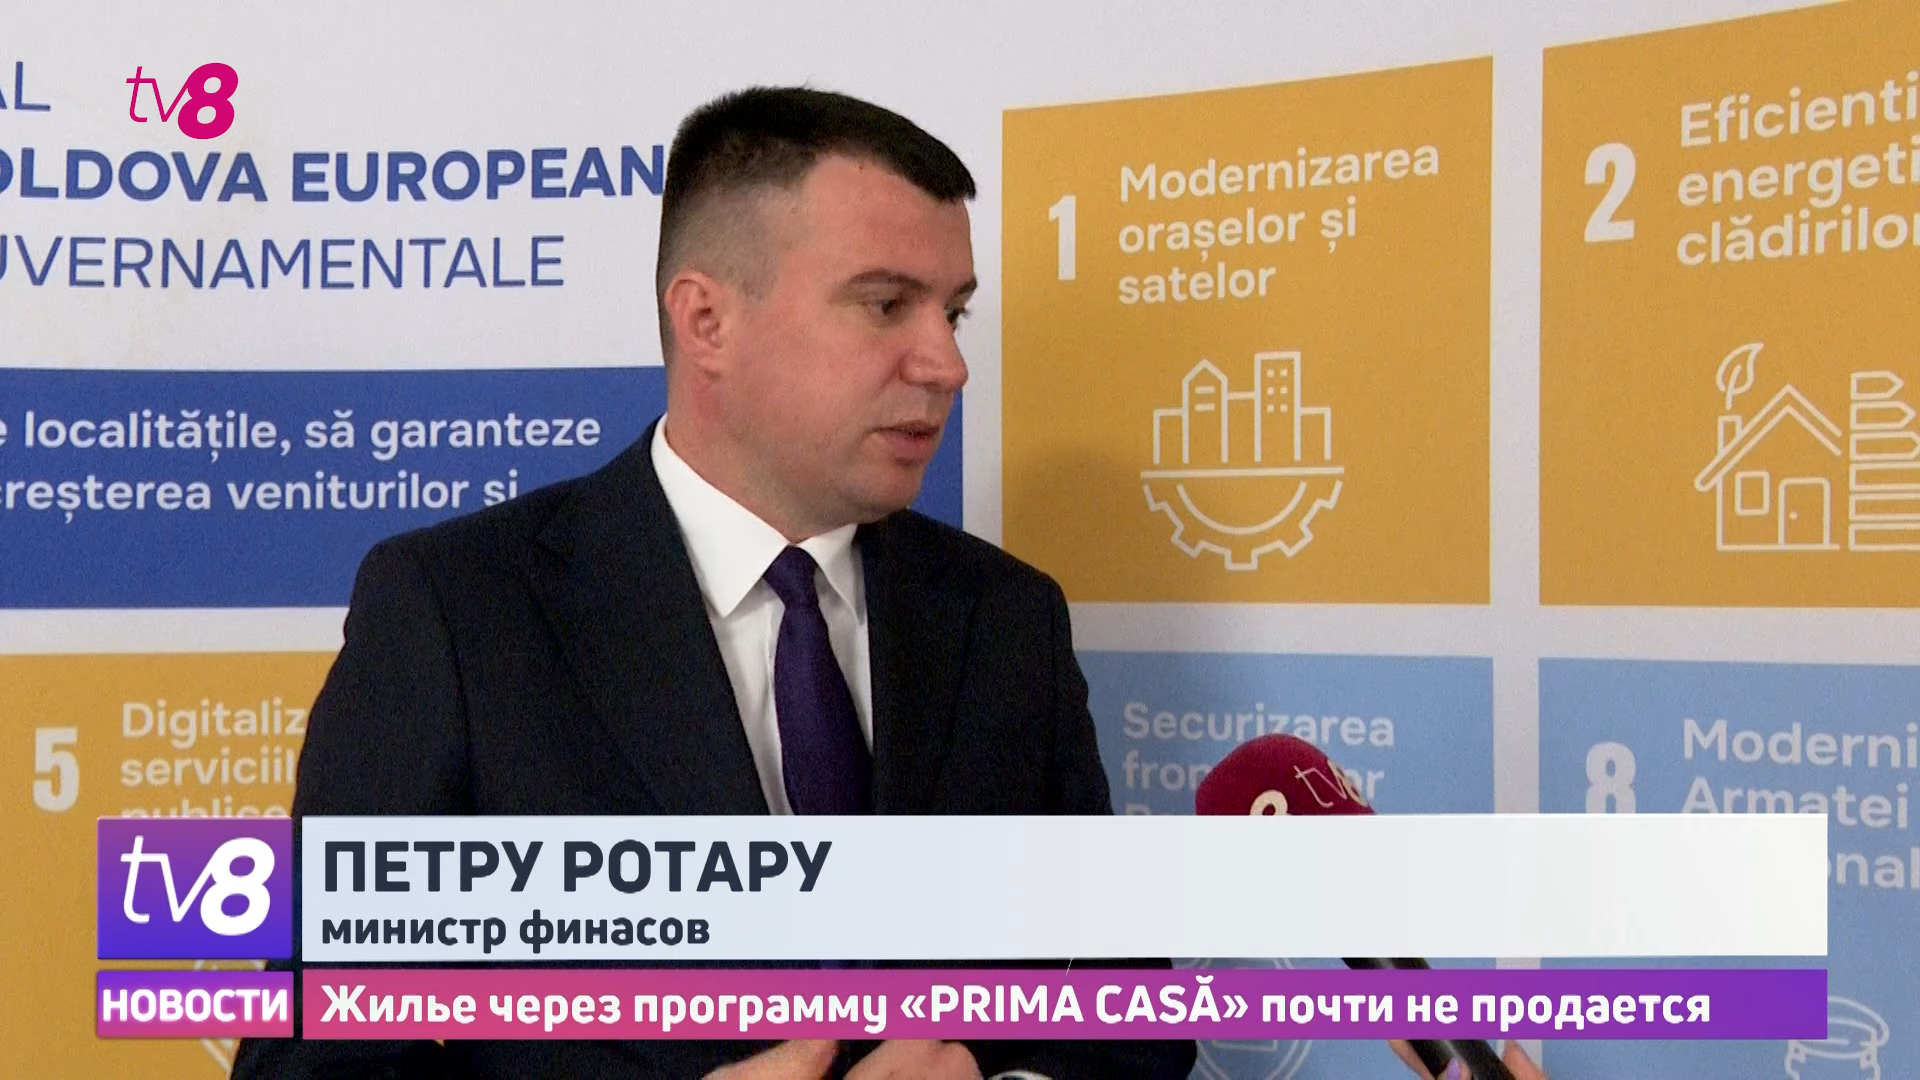 tv8
OLDOVA EUROPEAN
UVERNAMENTALE
localitățile, să garanteze
creșterea veniturilor și
1 Modernizarea
orașelor și
satelor
2 Eficienti
energeti
clădirilor
5 Digitaliz
serviciil
publice
Securizarea
8 Moderni
Armatei
tv8
tv8
ПЕТРУ РОТАРУ
министр финасов
НОВОСТИ
Жилье через программу «PRIMA CASĂ» почти не продается